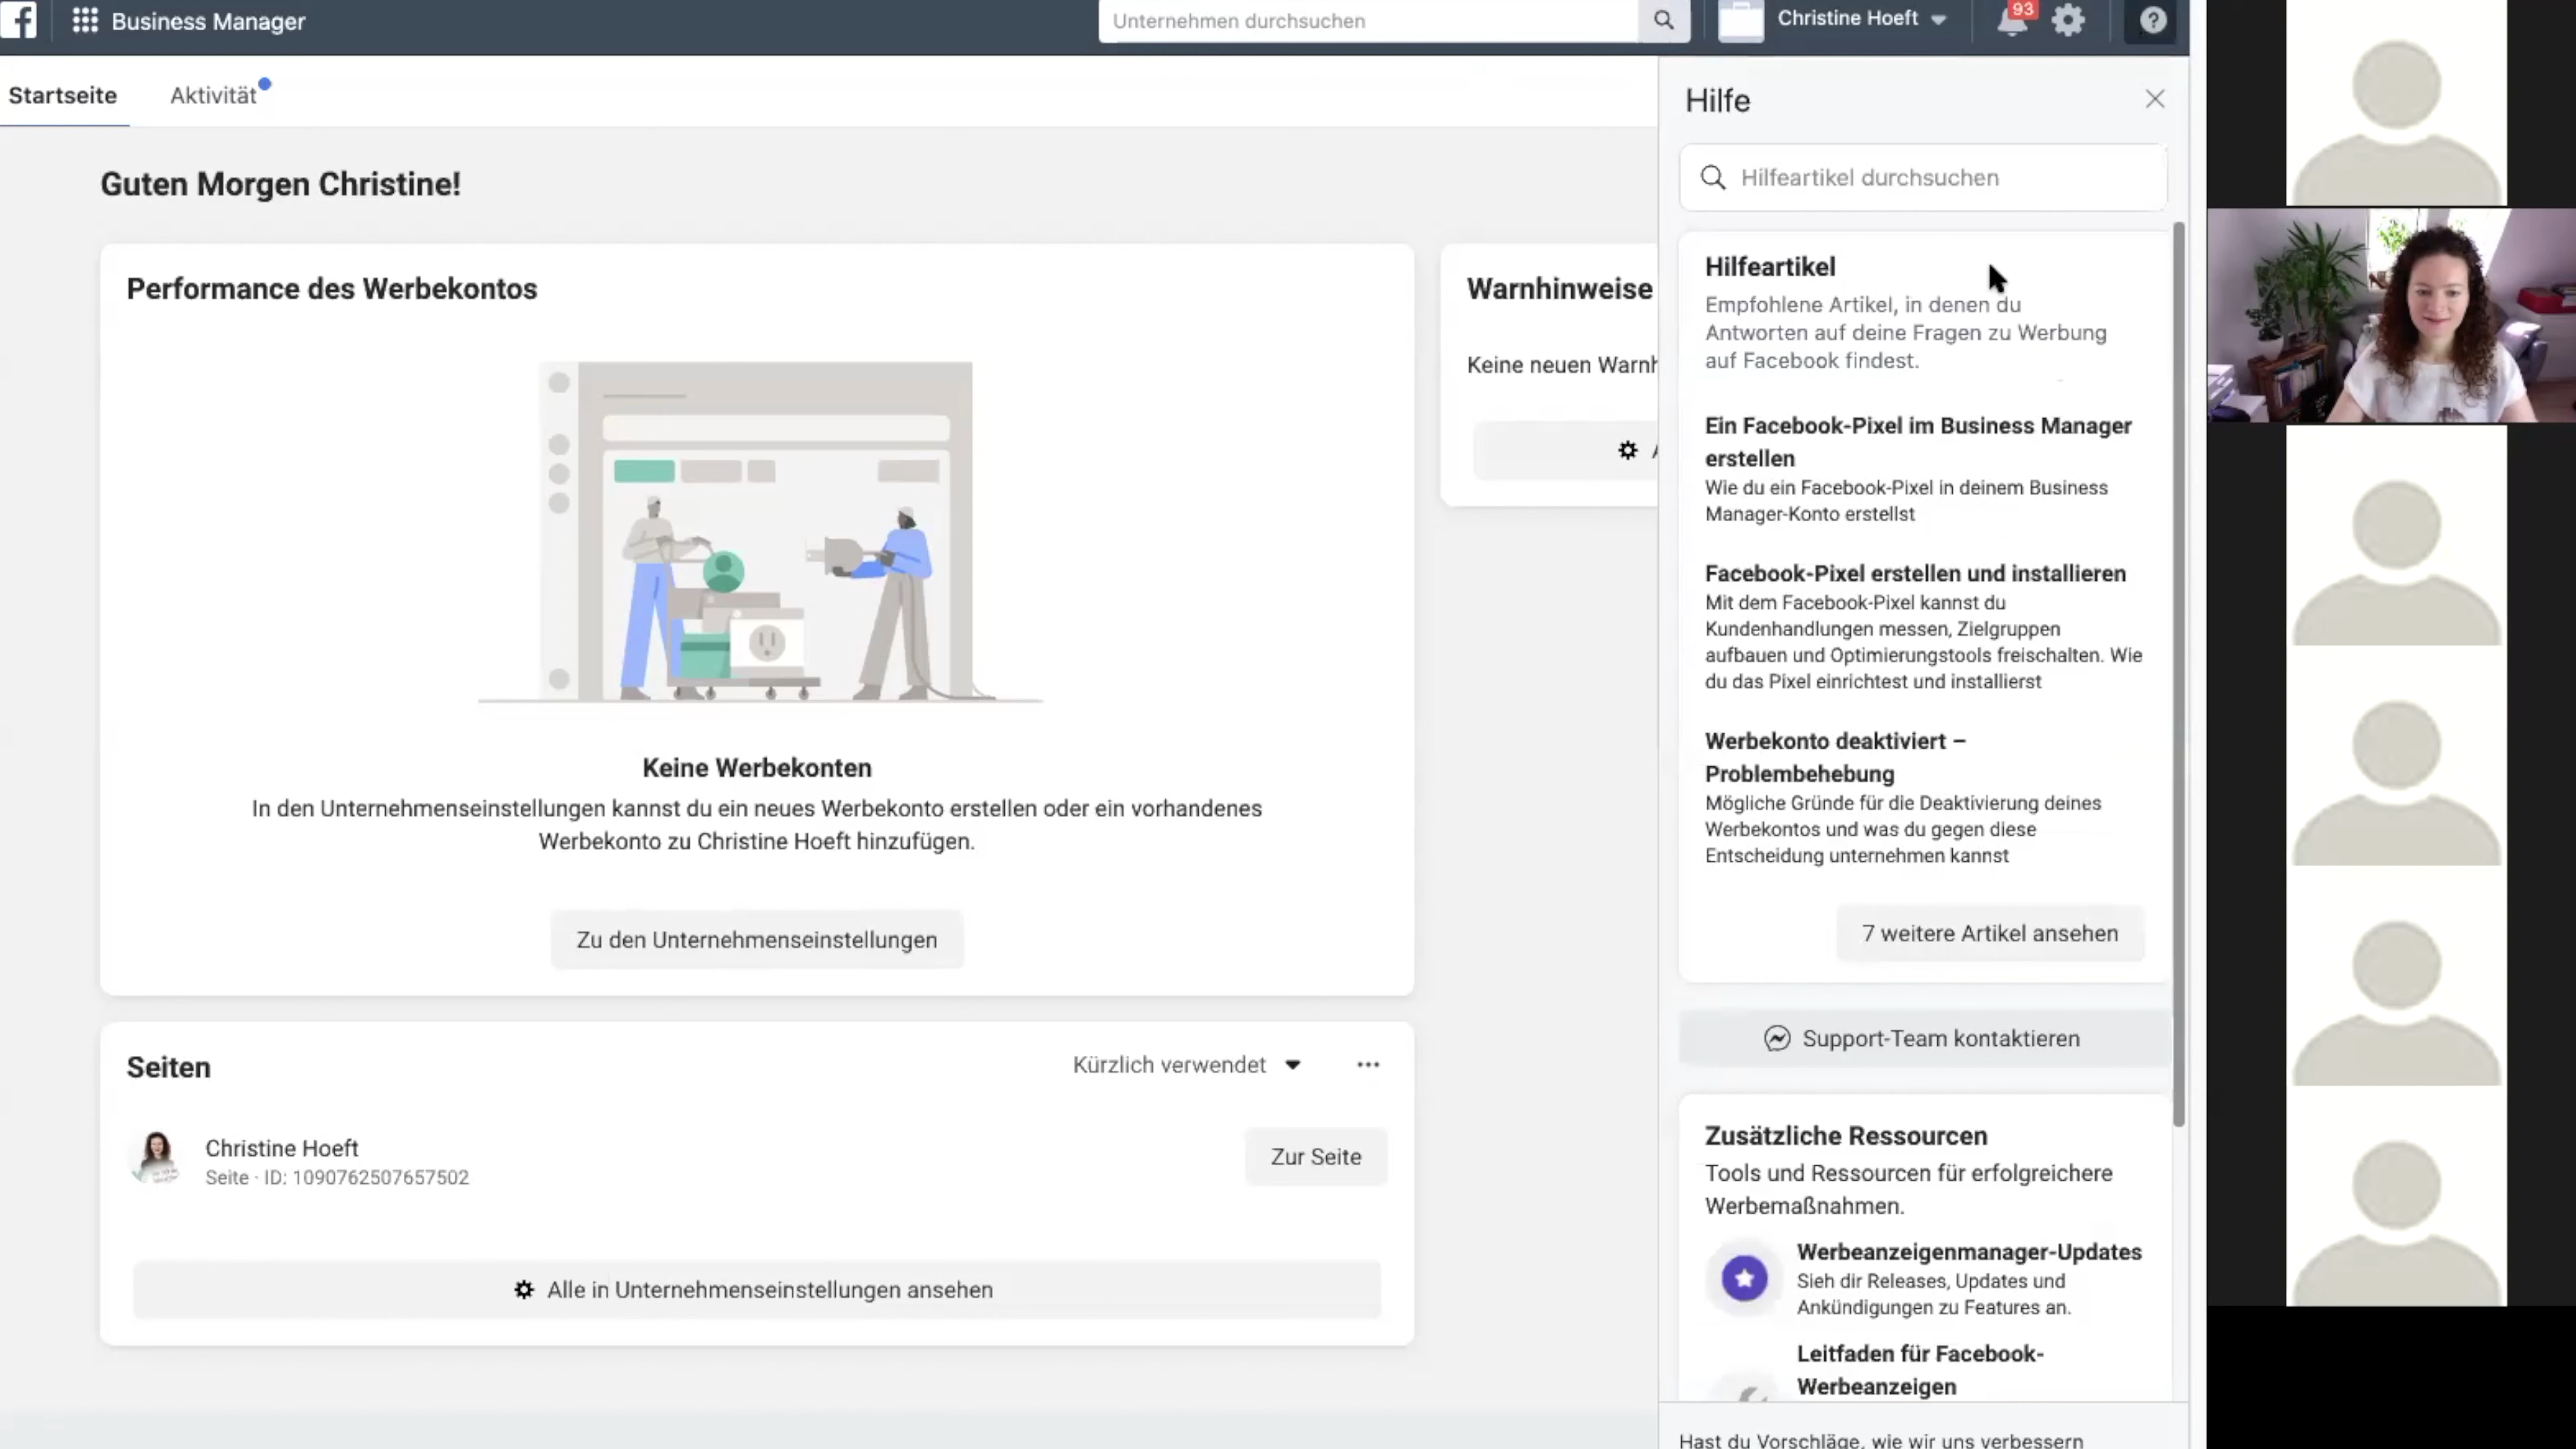 Business Manager
Unternehmen durchsuchen
Christine Hoeft
93
Startseite
Aktivität
Guten Morgen Christine!
Performance des Werbekontos
Keine Werbekonten
In den Unternehmenseinstellungen kannst du ein neues Werbekonto erstellen oder ein vorhandenes
Werbekonto zu Christine Hoeft hinzufügen.
Zu den Unternehmenseinstellungen
Seiten
Kürzlich verwendet
Christine Hoeft
Seite · ID: 1090762507657502
Zur Seite
Alle in Unternehmenseinstellungen ansehen
Warnhinweise
Keine neuen
Hilfe
Hilfeartikel durchsuchen
Hilfeartikel
Empfohlene Artikel, in denen du
Antworten auf deine Fragen zu Werbung
auf Facebook findest.
Ein Facebook-Pixel im Business Manager
erstellen
Wie du ein Facebook-Pixel in deinem Business
Manager-Konto erstellst
Facebook-Pixel erstellen und installieren
Mit dem Facebook-Pixel kannst du
Kundenhandlungen messen, Zielgruppen
aufbauen und Optimierungstools freischalten. Wie
du das Pixel einrichtest und installierst
Werbekonto deaktiviert –
Problembehebung
Mögliche Gründe für die Deaktivierung deines
Werbekontos und was du gegen diese
Entscheidung unternehmen kannst
7 weitere Artikel ansehen
Support-Team kontaktieren
Zusätzliche Ressourcen
Tools und Ressourcen für erfolgreichere
Werbemaßnahmen.
Werbeanzeigenmanager-Updates
Sieh dir Releases, Updates und
Ankündigungen zu Features an.
Leitfaden für Facebook-
Werbeanzeigen
Hast du Vorschläge, wie wir uns verbessern